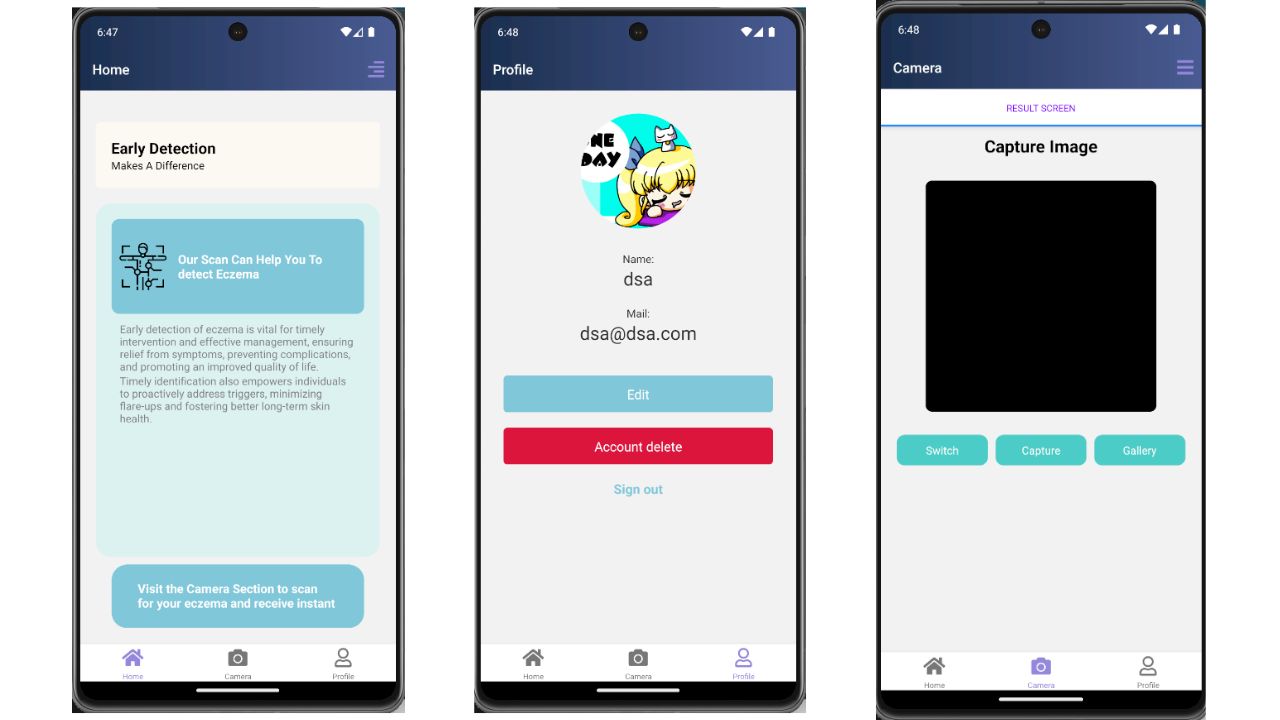 6:47
Home
Early Detection
Makes A Difference
Our Scan Can Help You To
detect Eczema
Early detection of eczema is vital for timely
intervention and effective management, ensuring
relief from symptoms, preventing complications,
and promoting an improved quality of life.
Timely identification also empowers individuals
to proactively address triggers, minimizing
flare-ups and fostering better long-term skin
health.
Visit the Camera Section to scan
for your eczema and receive instant
Home
Camera
Profile
6:48
Profile
NE
DAY
Name:
dsa
Mail:
dsa@dsa.com
Edit
Account delete
Sign out
Home
Camera
Profile
6:48
Camera
RESULT SCREEN
Capture Image
Switch
Capture
Gallery
Home
Camera
Profile